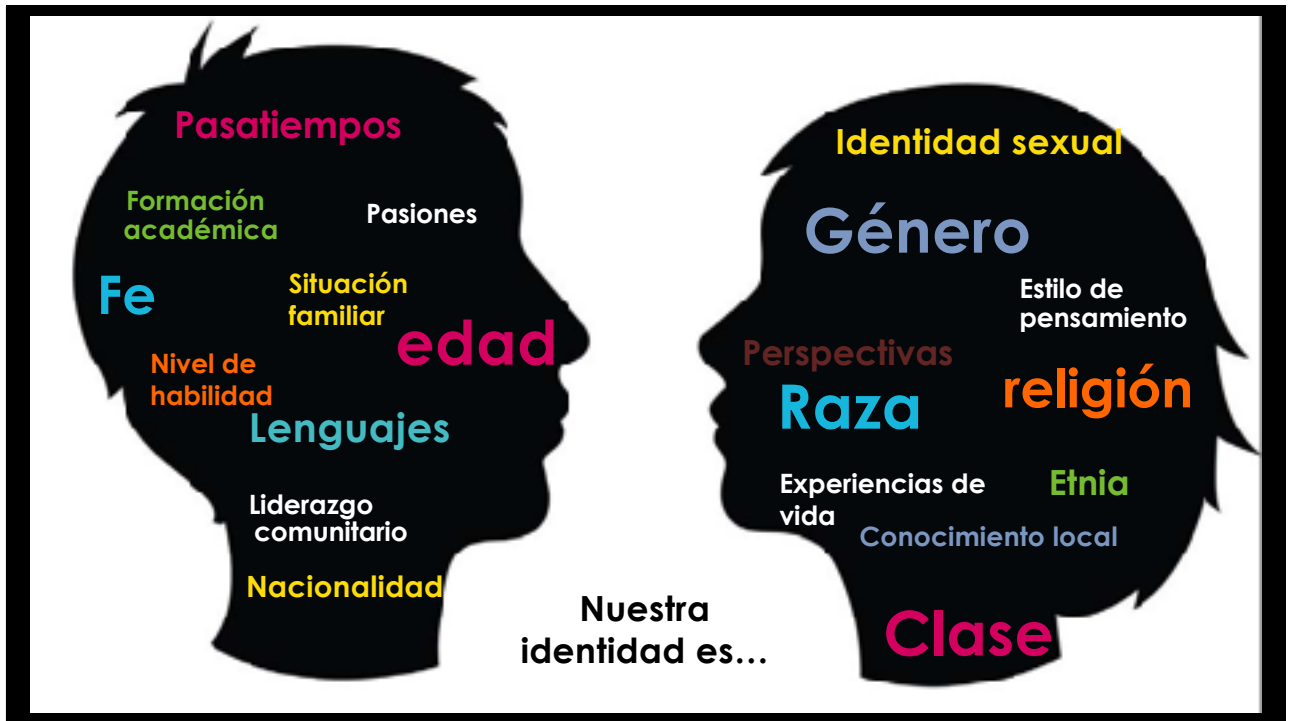 Pasatiempos
Formación
académica
Pasiones
Fe
Situación
familiar
edad
Nivel de
habilidad
Lenguajes
Liderazgo
comunitario
Nacionalidad
Identidad sexual
Género
Estilo de
pensamiento
Perspectivas
religión
Raza
Experiencias de
vida
Etnia
Conocimiento local
Clase
Nuestra
identidad es…